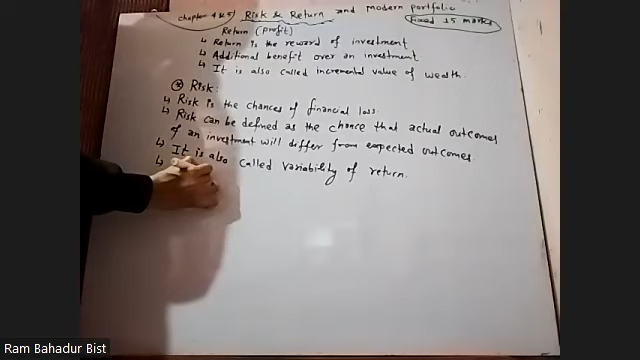 chapter 4&5) Risk & Return and modern portfolio
Fixed 15 marks
Return (profit)
↳ Return is the reward of investment
↳ Additional benefit over an investment
↳ It is also called incremental value of wealth.
* Risk:
↳ Risk is the chances of financial loss.
↳ Risk can be defined as the chance that actual outcomes
of an investment will differ from expected outcomes.
↳ It is also called variability of return.
↳
Ram Bahadur Bist